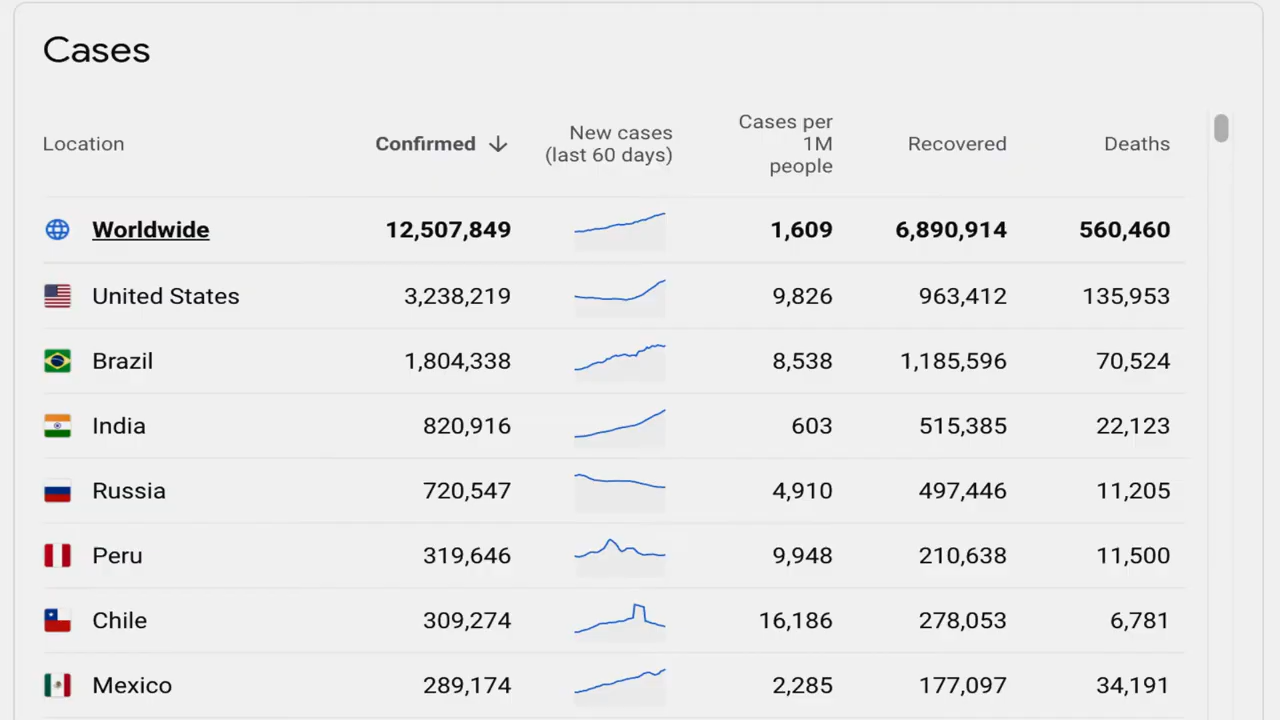 Cases
Location Confirmed ↓ New cases (last 60 days) Cases per 1M people Recovered Deaths
Worldwide 12,507,849 1,609 6,890,914 560,460
United States 3,238,219 9,826 963,412 135,953
Brazil 1,804,338 8,538 1,185,596 70,524
India 820,916 603 515,385 22,123
Russia 720,547 4,910 497,446 11,205
Peru 319,646 9,948 210,638 11,500
Chile 309,274 16,186 278,053 6,781
Mexico 289,174 2,285 177,097 34,191